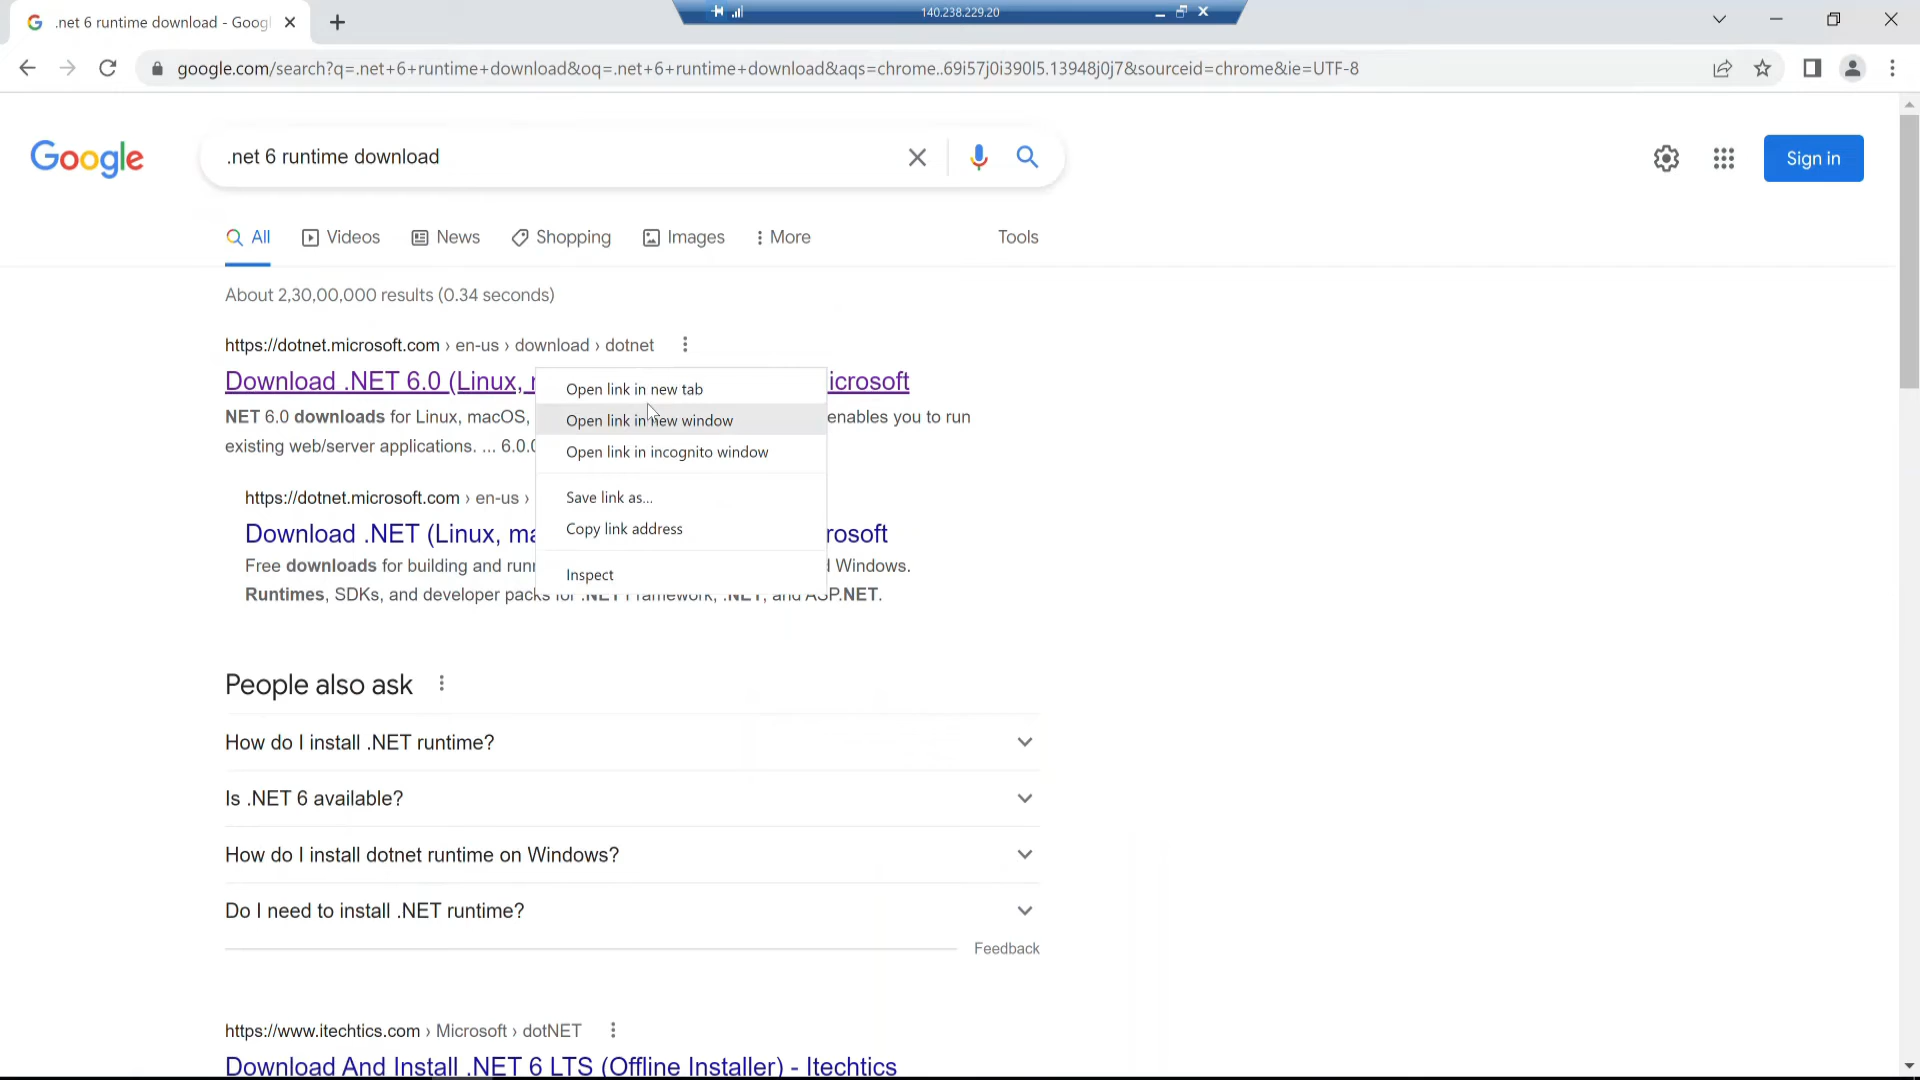 .net 6 runtime download - Goog
140.238.229.20
google.com/search?q=.net+6+runtime+download&oq=.net+6+runtime+download&aqs=chrome..69i57j0i390l5.13948j0j7&sourceid=chrome&ie=UTF-8
Google
.net 6 runtime download
Sign in
All
Videos
News
Shopping
Images
More
Tools
About 2,30,00,000 results (0.34 seconds)
https://dotnet.microsoft.com › en-us › download › dotnet
Download .NET 6.0 (Linux, icrosoft
NET 6.0 downloads for Linux, macOS, enables you to run
existing web/server applications. ... 6.0.
Open link in new tab
Open link in new window
Open link in incognito window
Save link as...
Copy link address
Inspect
https://dotnet.microsoft.com › en-us ›
Download .NET (Linux, ma rosoft
Free downloads for building and run Windows.
Runtimes, SDKs, and developer packs for .NET Framework, .NET, and ASP.NET.
People also ask
How do I install .NET runtime?
Is .NET 6 available?
How do I install dotnet runtime on Windows?
Do I need to install .NET runtime?
Feedback
https://www.itechtics.com › Microsoft › dotNET
Download And Install .NET 6 LTS (Offline Installer) - Itechtics